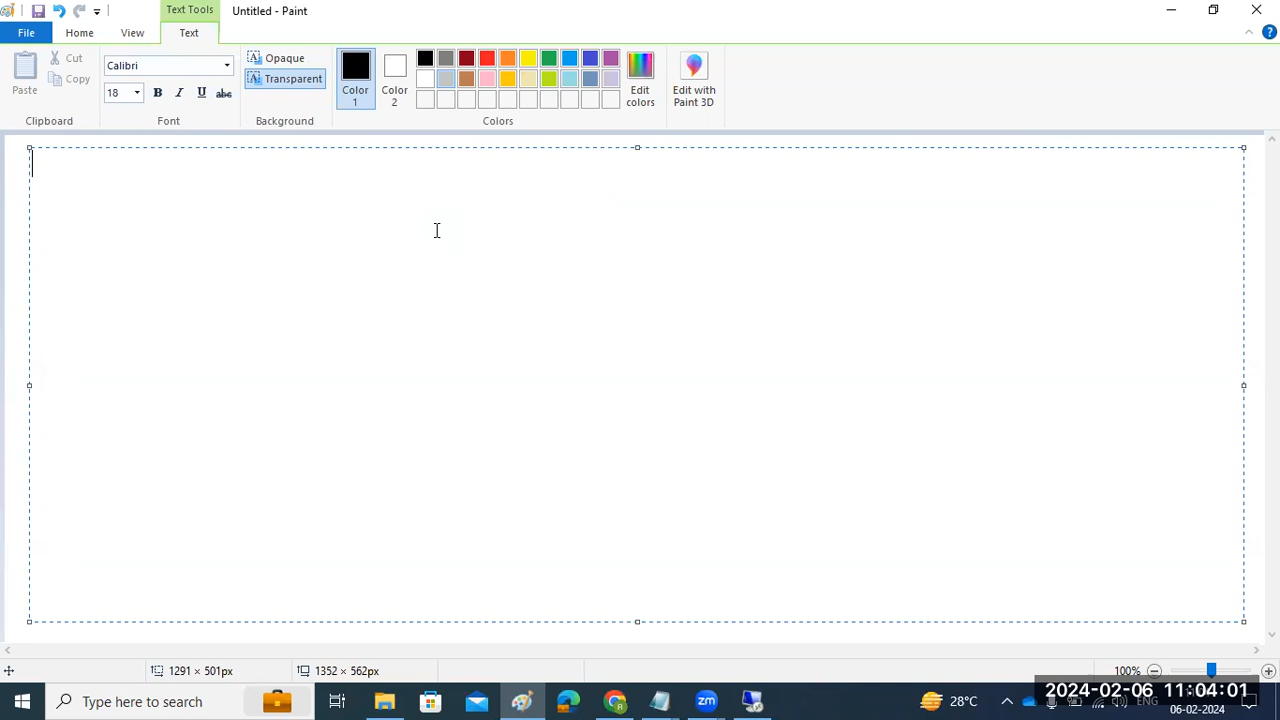 Text Tools
Untitled - Paint
File
Home
View
Text
Paste
Cut
Copy
Clipboard
Calibri
18
B I U abc
Font
Opaque
Transparent
Background
Color 1
Color 2
Edit colors
Colors
Edit with Paint 3D
1291 × 501px
1352 × 562px
100%
Type here to search
28°C
ENG
2024-02-06 11:04:01
06-02-2024